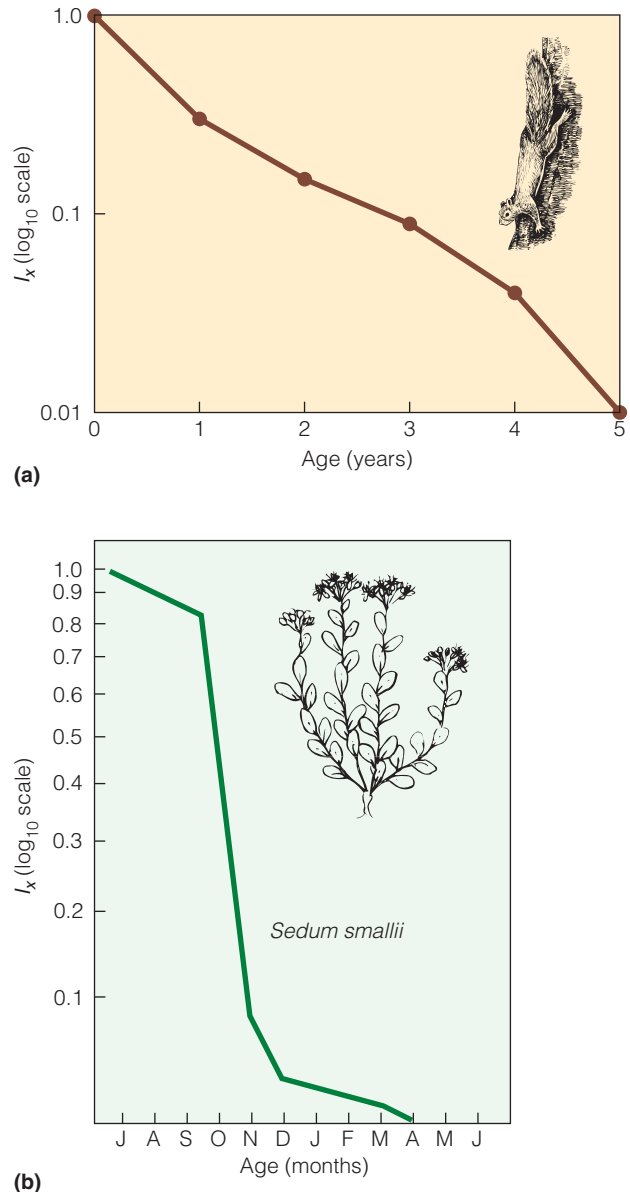 1.0
0.1
0.01
l_x (log₁₀ scale)
0 1 2 3 4 5
Age (years)
(a)
1.0
0.9
0.8
0.7
0.6
0.5
0.4
0.3
0.2
0.1
l_x (log₁₀ scale)
Sedum smallii
J A S O N D J F M A M J
Age (months)
(b)